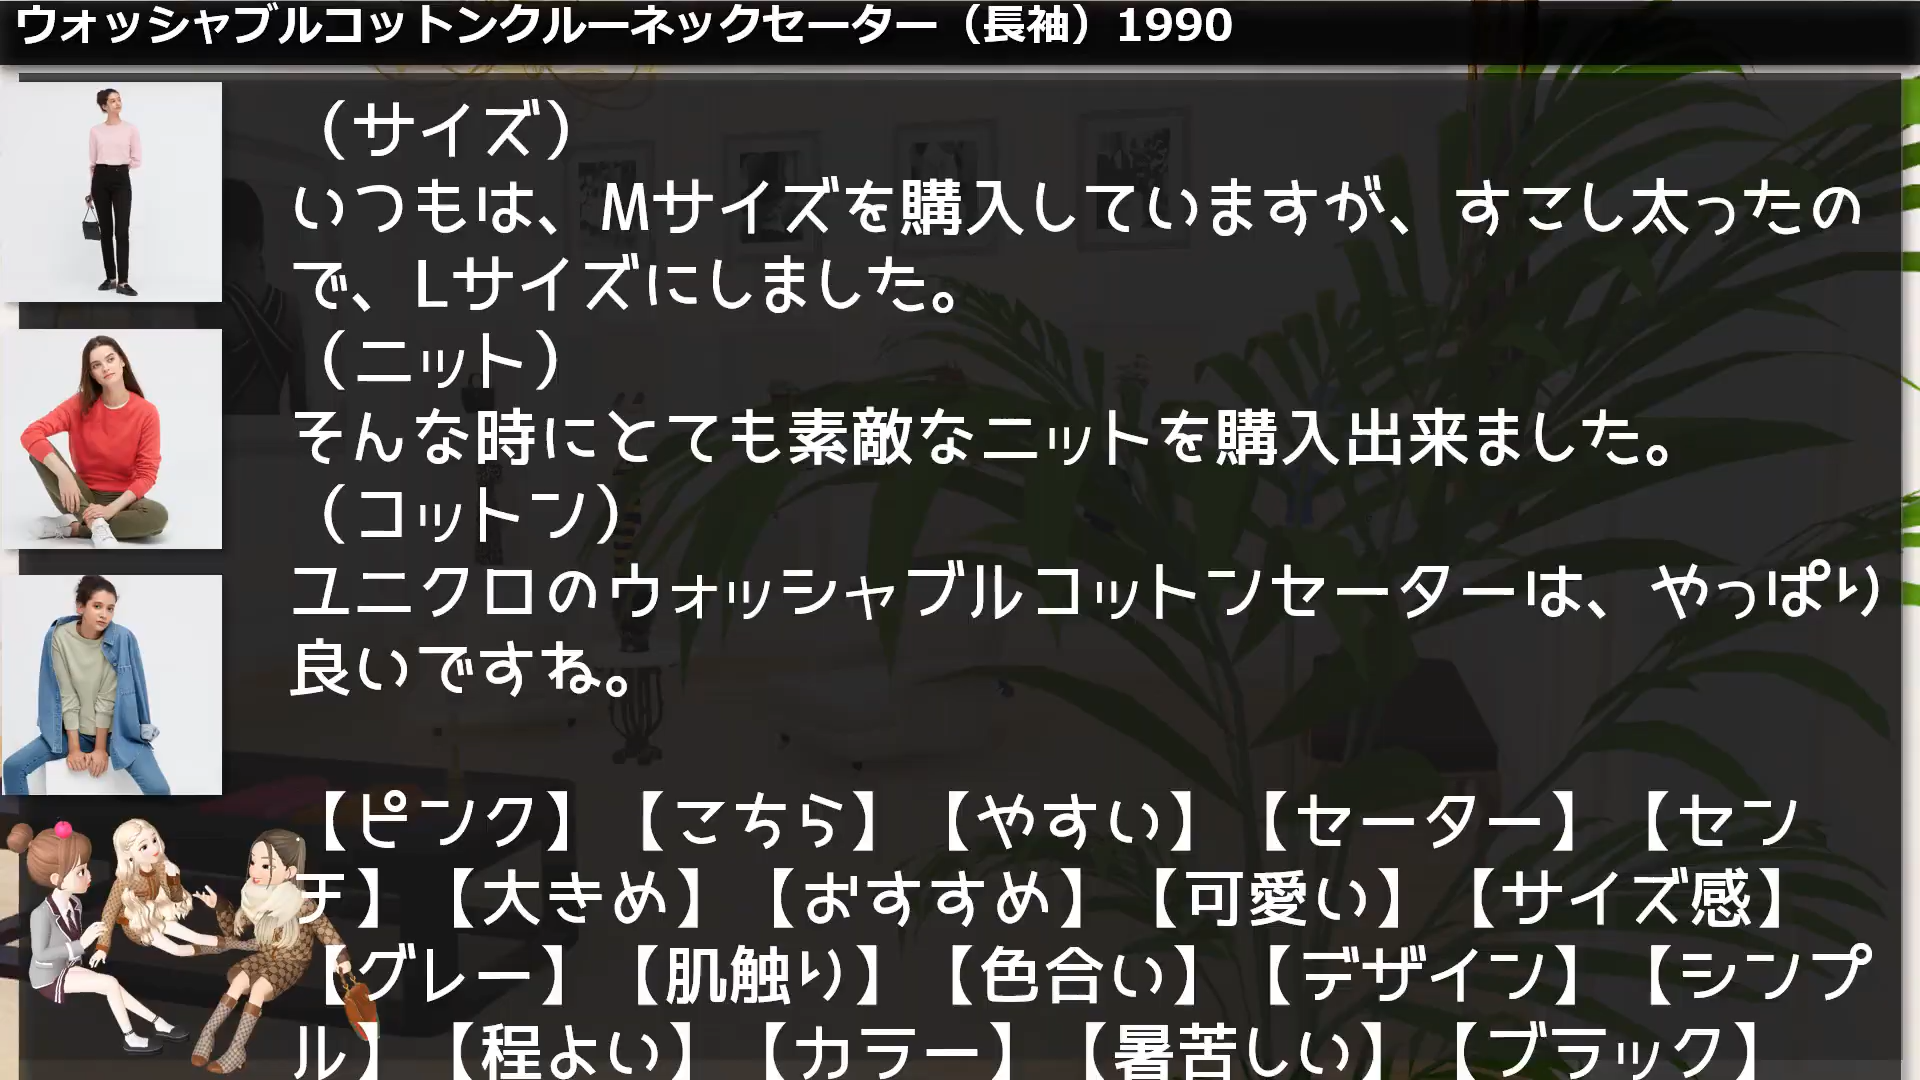 ウォッシャブルコットンクルーネックセーター（長袖）1990
（サイズ）
いつもは、Mサイズを購入していますが、すこし太ったの
で、Lサイズにしました。
（ニット）
そんな時にとても素敵なニットを購入出来ました。
（コットン）
ユニクロのウォッシャブルコットンセーターは、やっぱり
良いですね。
【ピンク】【こちら】【やすい】【セーター】【セン
チ】【大きめ】【おすすめ】【可愛い】【サイズ感】
【グレー】【肌触り】【色合い】【デザイン】【シンプ
ル】【程よい】【カラー】【暑苦しい】【ブラック】